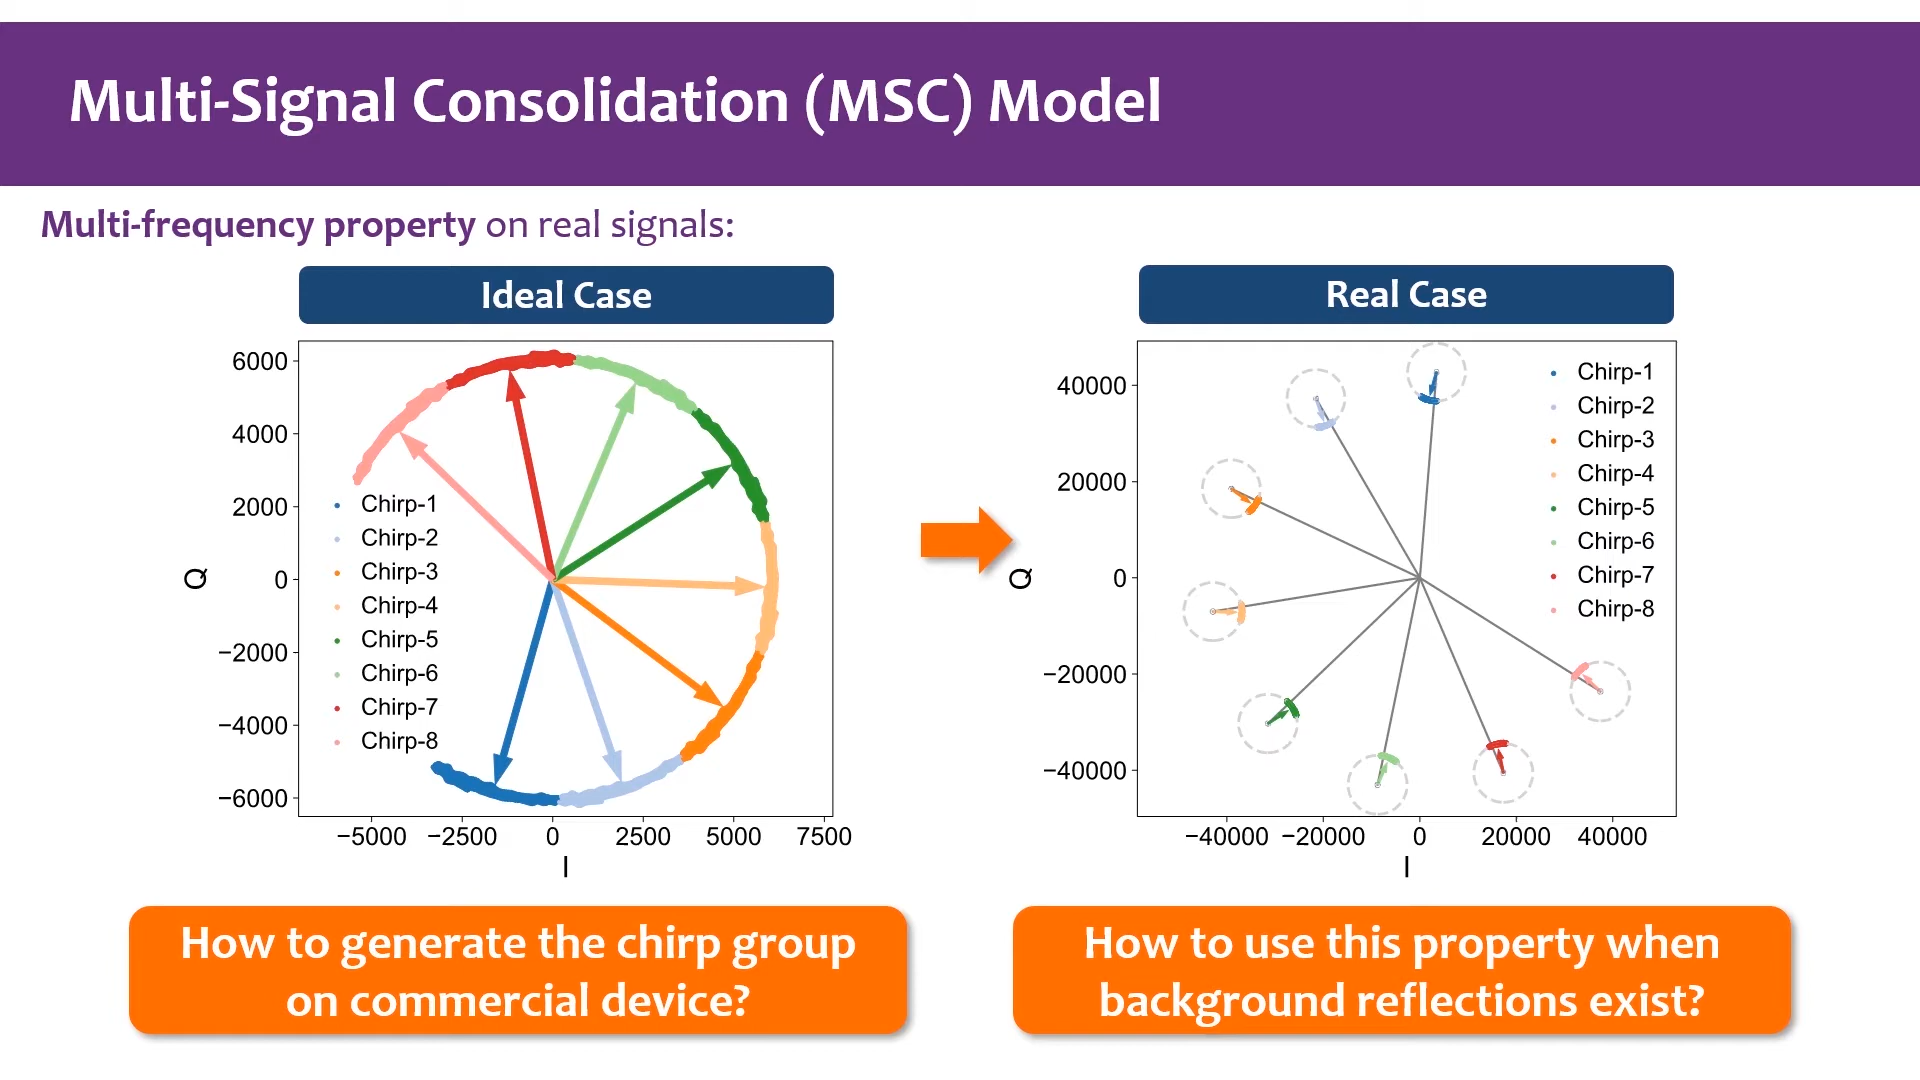 Multi-Signal Consolidation (MSC) Model
Multi-frequency property on real signals:
Ideal Case
6000
4000
2000
0
−2000
−4000
−6000
Q
Chirp-1
Chirp-2
Chirp-3
Chirp-4
Chirp-5
Chirp-6
Chirp-7
Chirp-8
−5000 −2500 0 2500 5000 7500
I
Real Case
40000
20000
0
−20000
−40000
Q
Chirp-1
Chirp-2
Chirp-3
Chirp-4
Chirp-5
Chirp-6
Chirp-7
Chirp-8
−40000 −20000 0 20000 40000
I
How to generate the chirp group
on commercial device?
How to use this property when
background reflections exist?